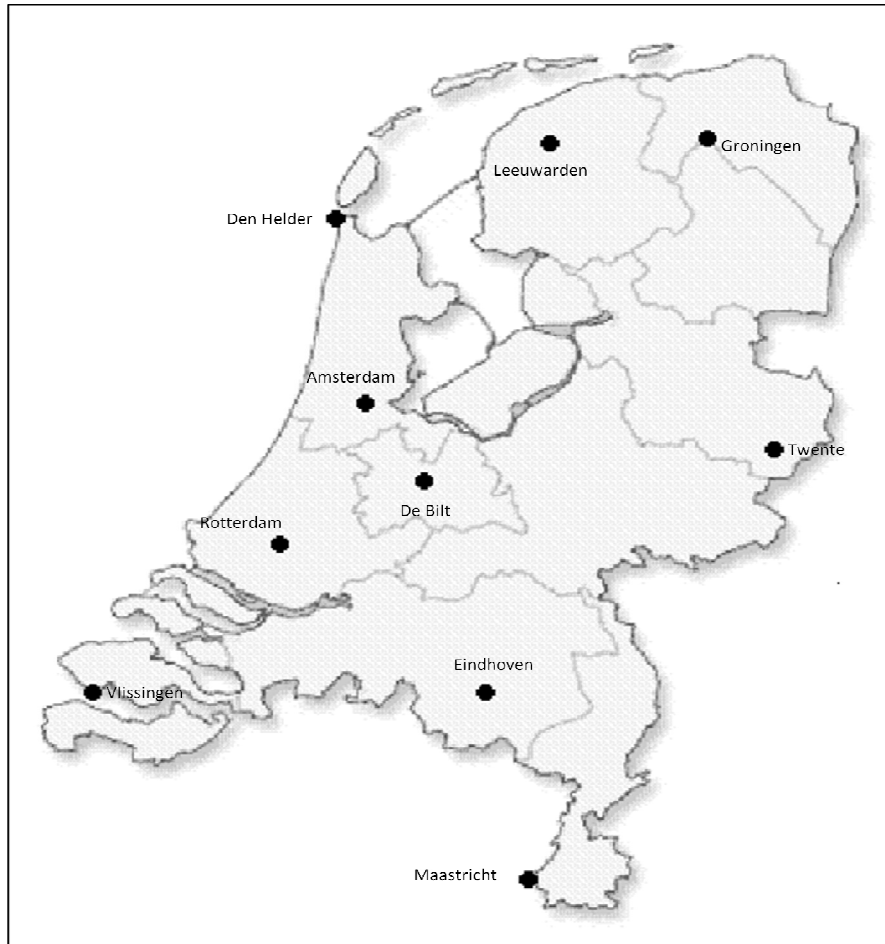 Groningen
Leeuwarden
Den Helder
Amsterdam
Twente
De Bilt
Rotterdam
Eindhoven
Vlissingen
Maastricht